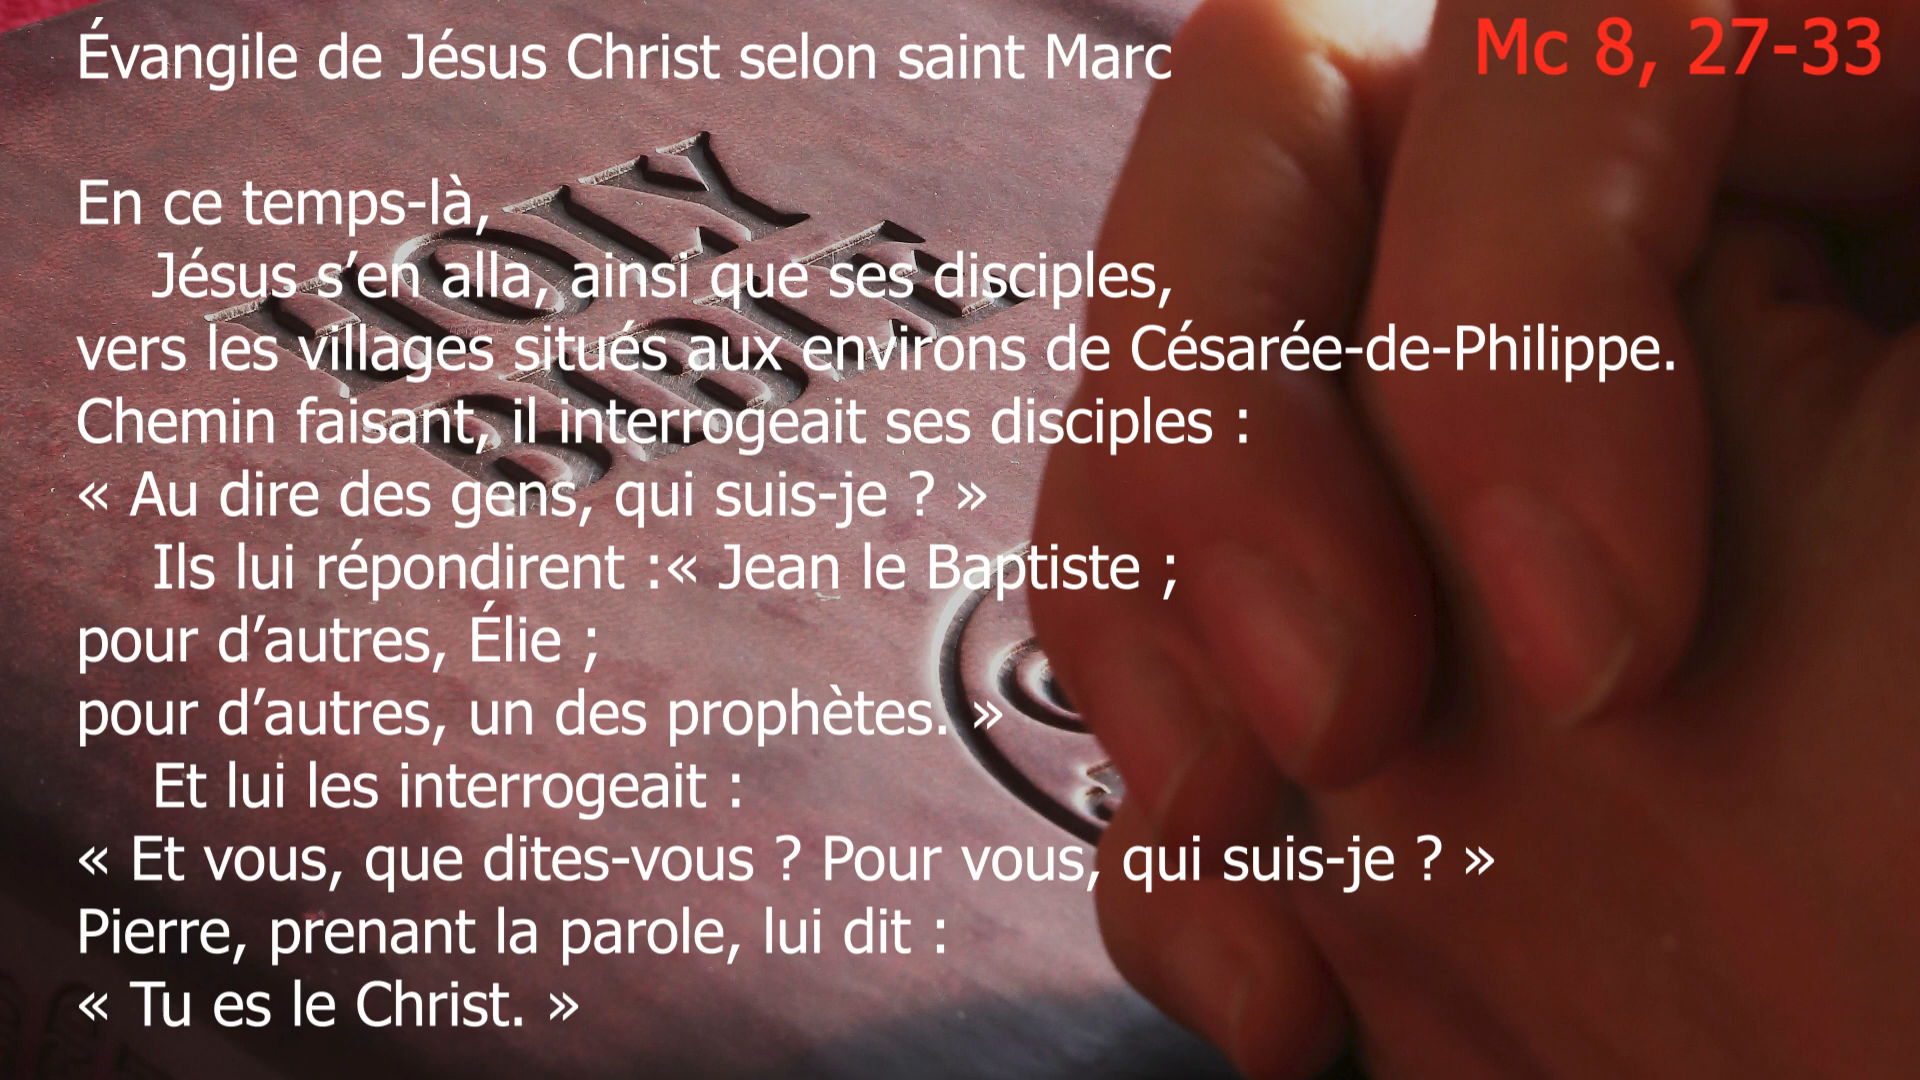 Évangile de Jésus Christ selon saint Marc
Mc 8, 27-33
HOLY
BIBLE
En ce temps-là,
Jésus s’en alla, ainsi que ses disciples,
vers les villages situés aux environs de Césarée-de-Philippe.
Chemin faisant, il interrogeait ses disciples :
« Au dire des gens, qui suis-je ? »
Ils lui répondirent :« Jean le Baptiste ;
pour d’autres, Élie ;
pour d’autres, un des prophètes. »
Et lui les interrogeait :
« Et vous, que dites-vous ? Pour vous, qui suis-je ? »
Pierre, prenant la parole, lui dit :
« Tu es le Christ. »